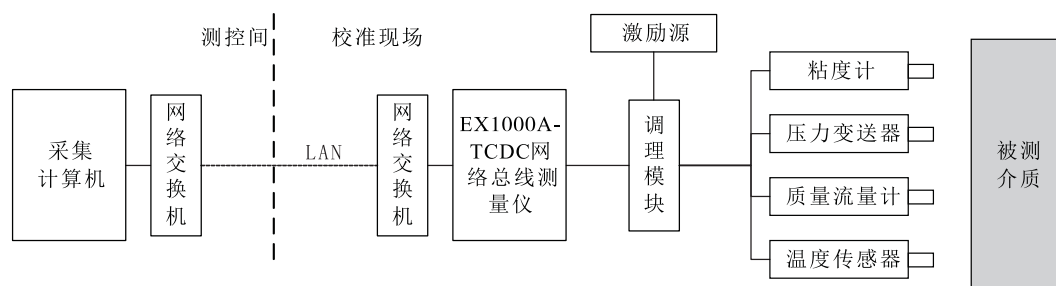 测控间
校准现场
激励源
采集
计算机
网络交换机
LAN
网络交换机
EX1000A-
TCDC网
络总线测
量仪
调理模块
粘度计
压力变送器
质量流量计
温度传感器
被测
介质